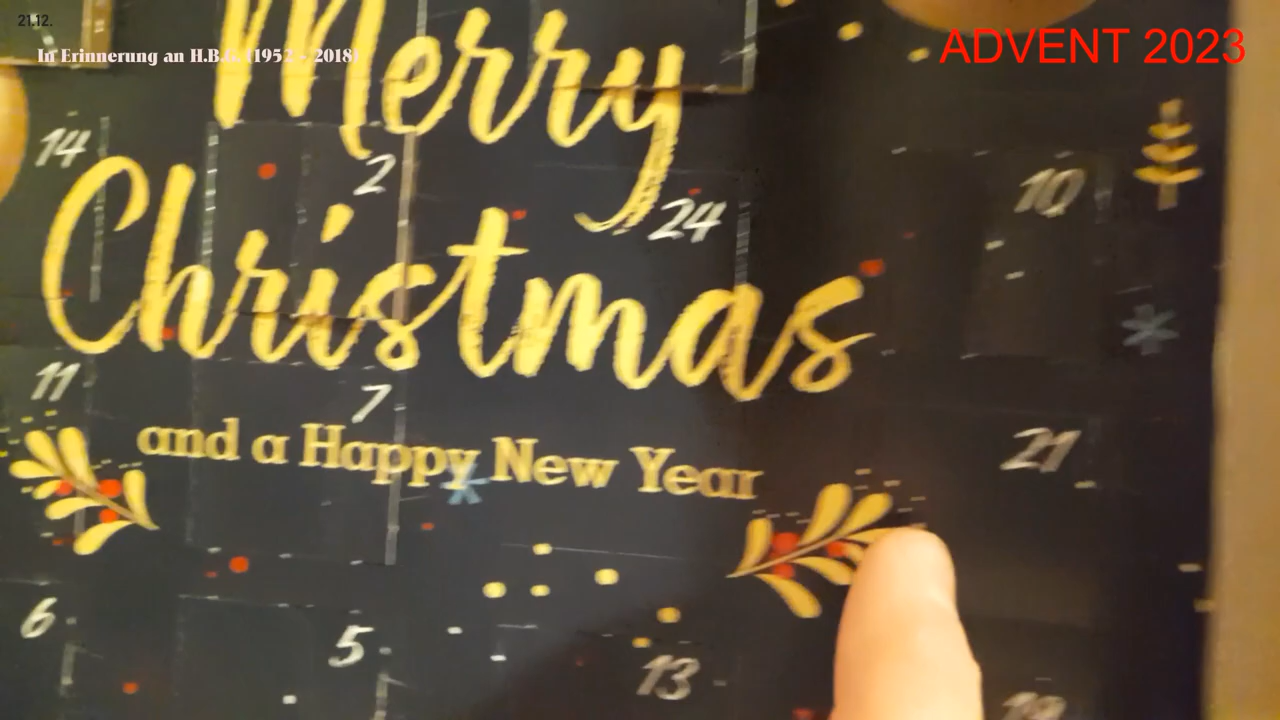 21.12.
In Erinnerung an H.B.G. (1952 - 2018)
ADVENT 2023
Merry
14
2
24
10
Christmas
11
7
21
and a Happy New Year
6
5
13
19